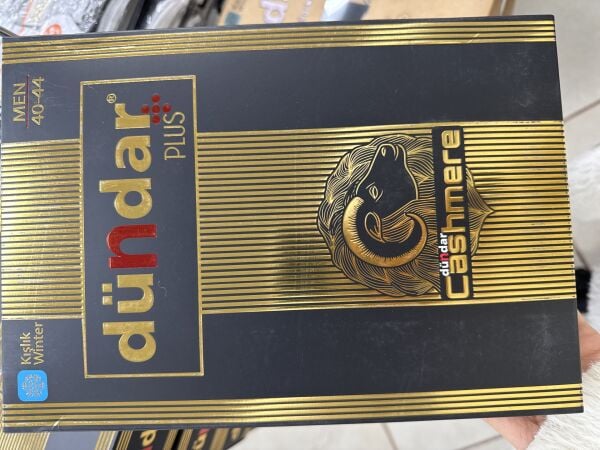 Kışlık
Winter
MEN
40-44
dündar®
PLUS
dündar
Cashmere